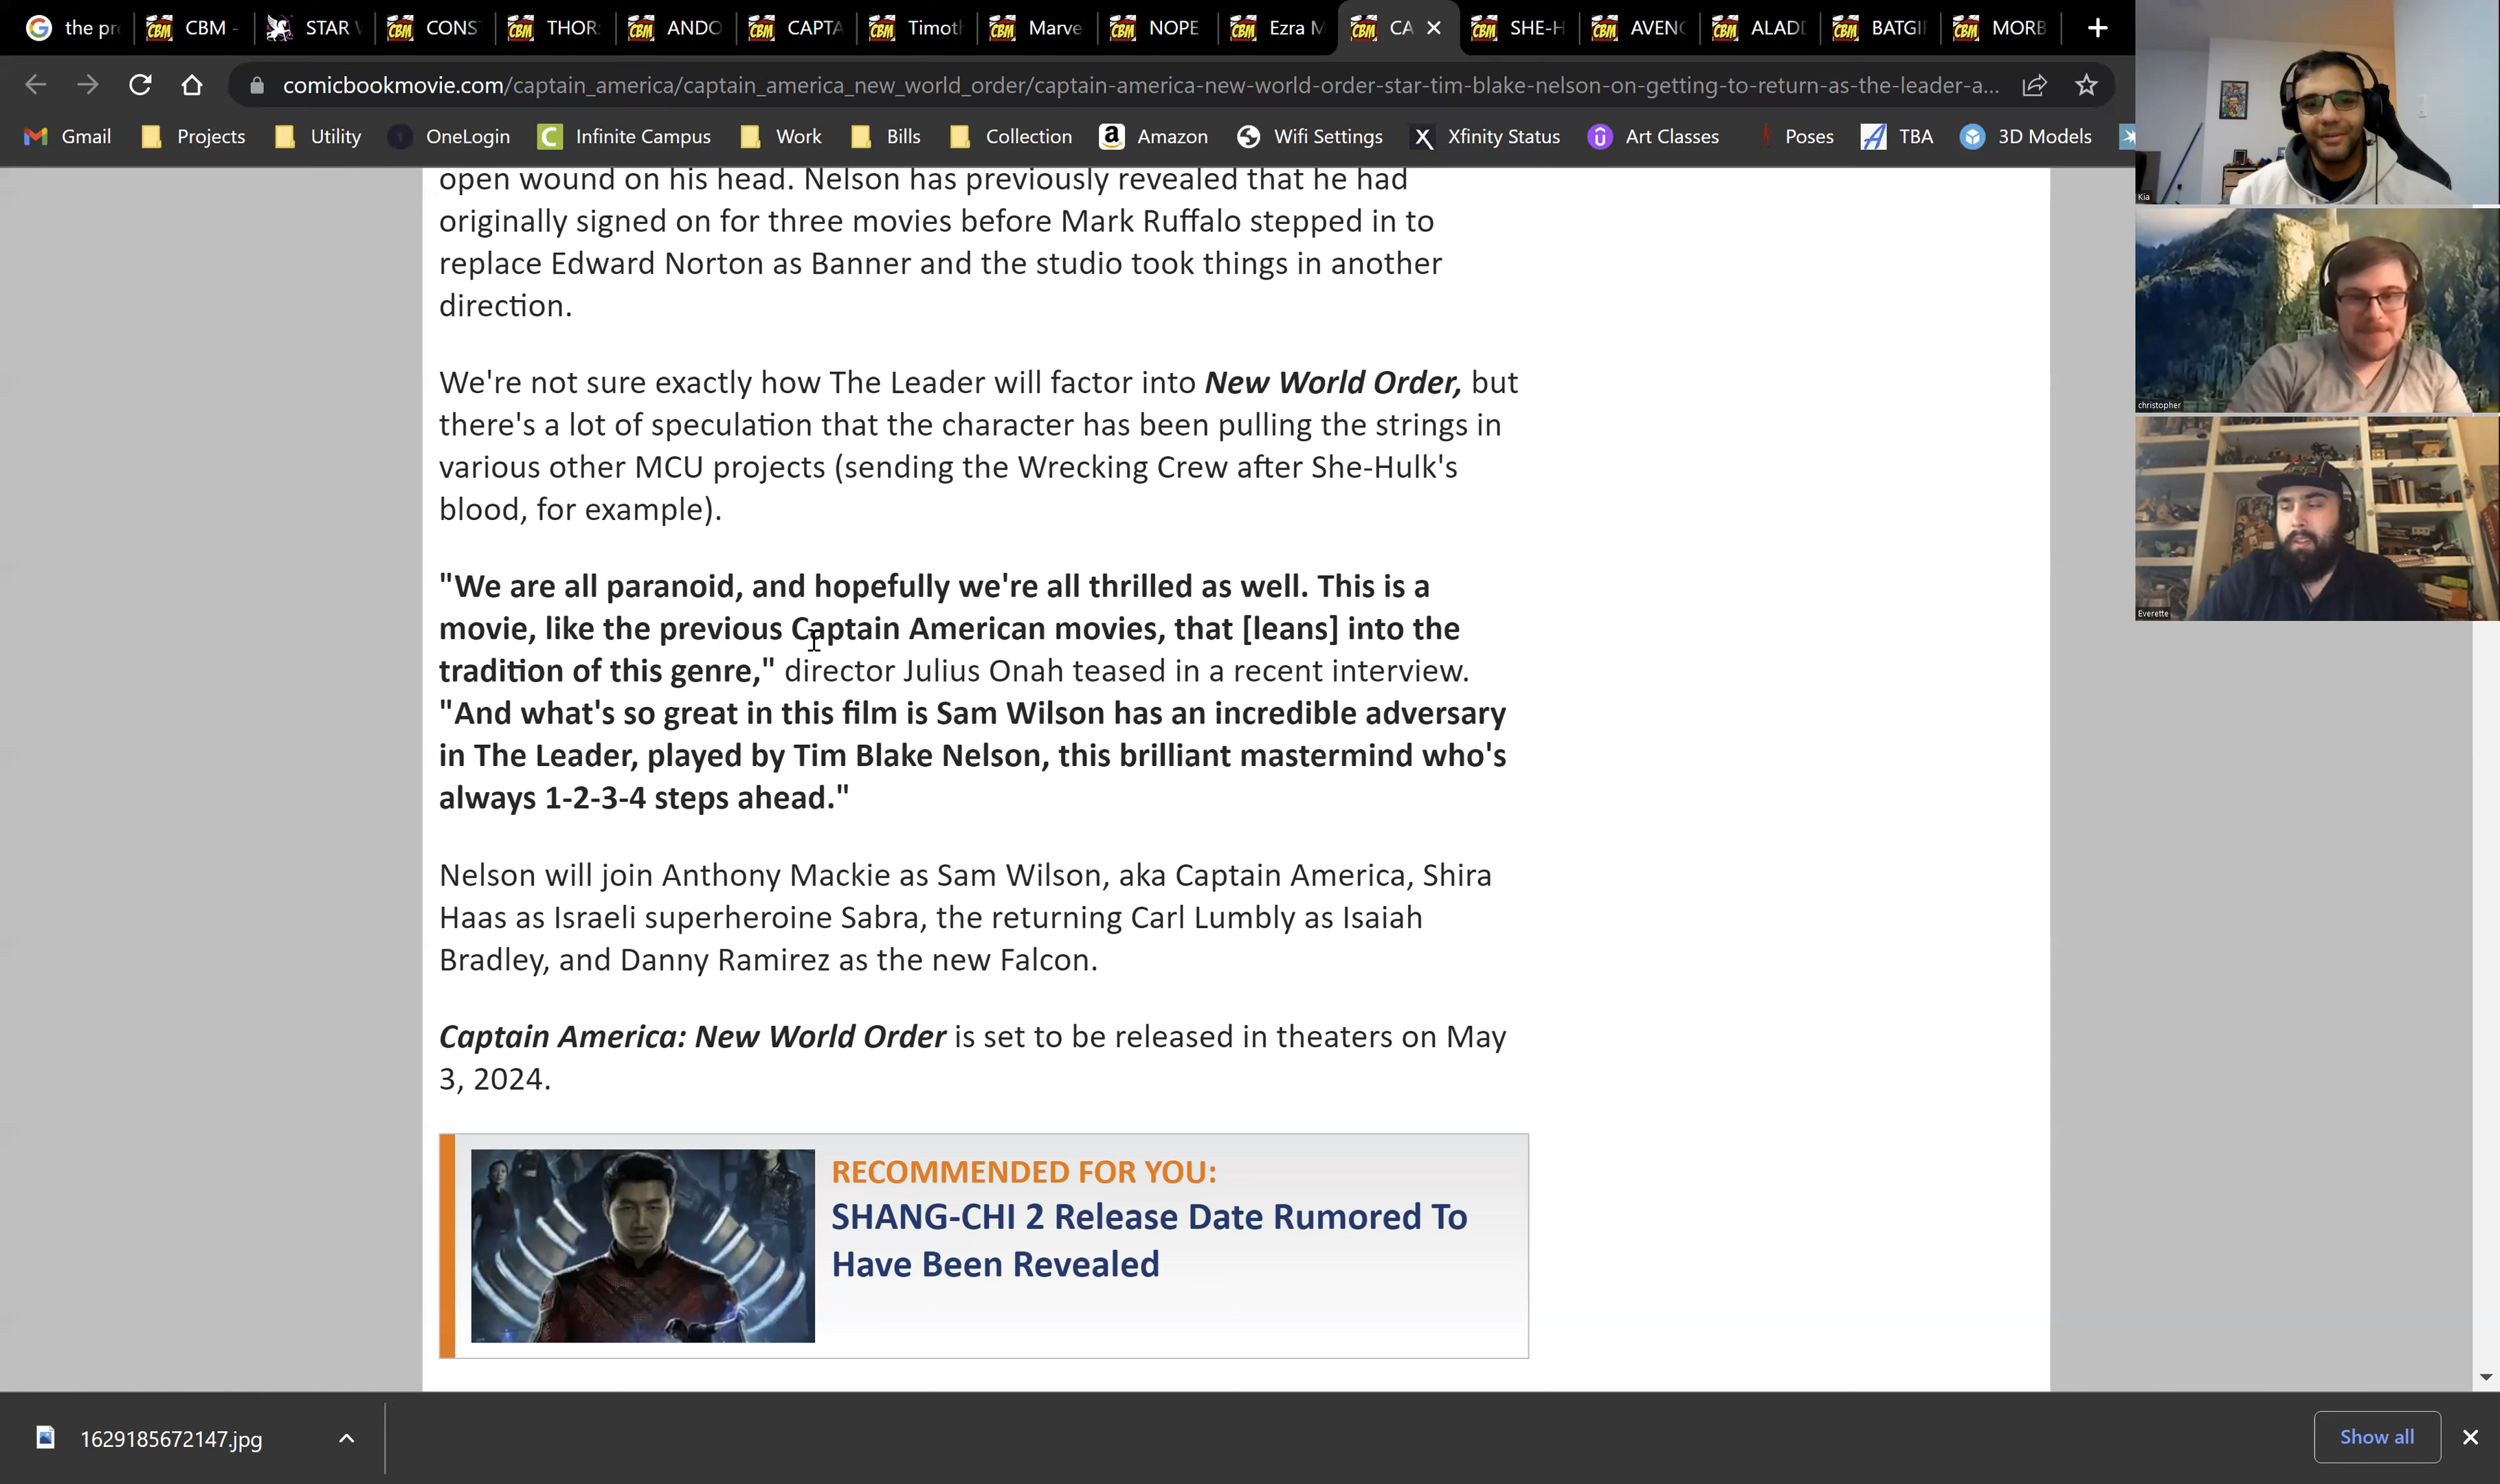 the pr
CBM -
STAR
CONS
THOR:
ANDO
CAPTA
Timot
Marve
NOPE
Ezra M
CA
SHE-H
AVENG
ALAD
BATGI
MORB
comicbookmovie.com/captain_america/captain_america_new_world_order/captain-america-new-world-order-star-tim-blake-nelson-on-getting-to-return-as-the-leader-a...
Gmail
Projects
Utility
OneLogin
Infinite Campus
Work
Bills
Collection
Amazon
Wifi Settings
Xfinity Status
Art Classes
Poses
TBA
3D Models
Kia
christopher
Everette
open wound on his head. Nelson has previously revealed that he had
originally signed on for three movies before Mark Ruffalo stepped in to
replace Edward Norton as Banner and the studio took things in another
direction.
We're not sure exactly how The Leader will factor into New World Order, but
there's a lot of speculation that the character has been pulling the strings in
various other MCU projects (sending the Wrecking Crew after She-Hulk's
blood, for example).
"We are all paranoid, and hopefully we're all thrilled as well. This is a
movie, like the previous Captain American movies, that [leans] into the
tradition of this genre," director Julius Onah teased in a recent interview.
"And what's so great in this film is Sam Wilson has an incredible adversary
in The Leader, played by Tim Blake Nelson, this brilliant mastermind who's
always 1-2-3-4 steps ahead."
Nelson will join Anthony Mackie as Sam Wilson, aka Captain America, Shira
Haas as Israeli superheroine Sabra, the returning Carl Lumbly as Isaiah
Bradley, and Danny Ramirez as the new Falcon.
Captain America: New World Order is set to be released in theaters on May
3, 2024.
RECOMMENDED FOR YOU:
SHANG-CHI 2 Release Date Rumored To
Have Been Revealed
1629185672147.jpg
Show all